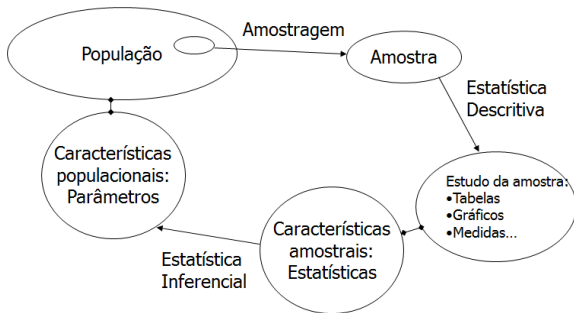 População
Amostragem
Amostra
Estatística
Descritiva
Estudo da amostra:
•Tabelas
•Gráficos
•Medidas...
Características
amostrais:
Estatísticas
Estatística
Inferencial
Características
populacionais:
Parâmetros